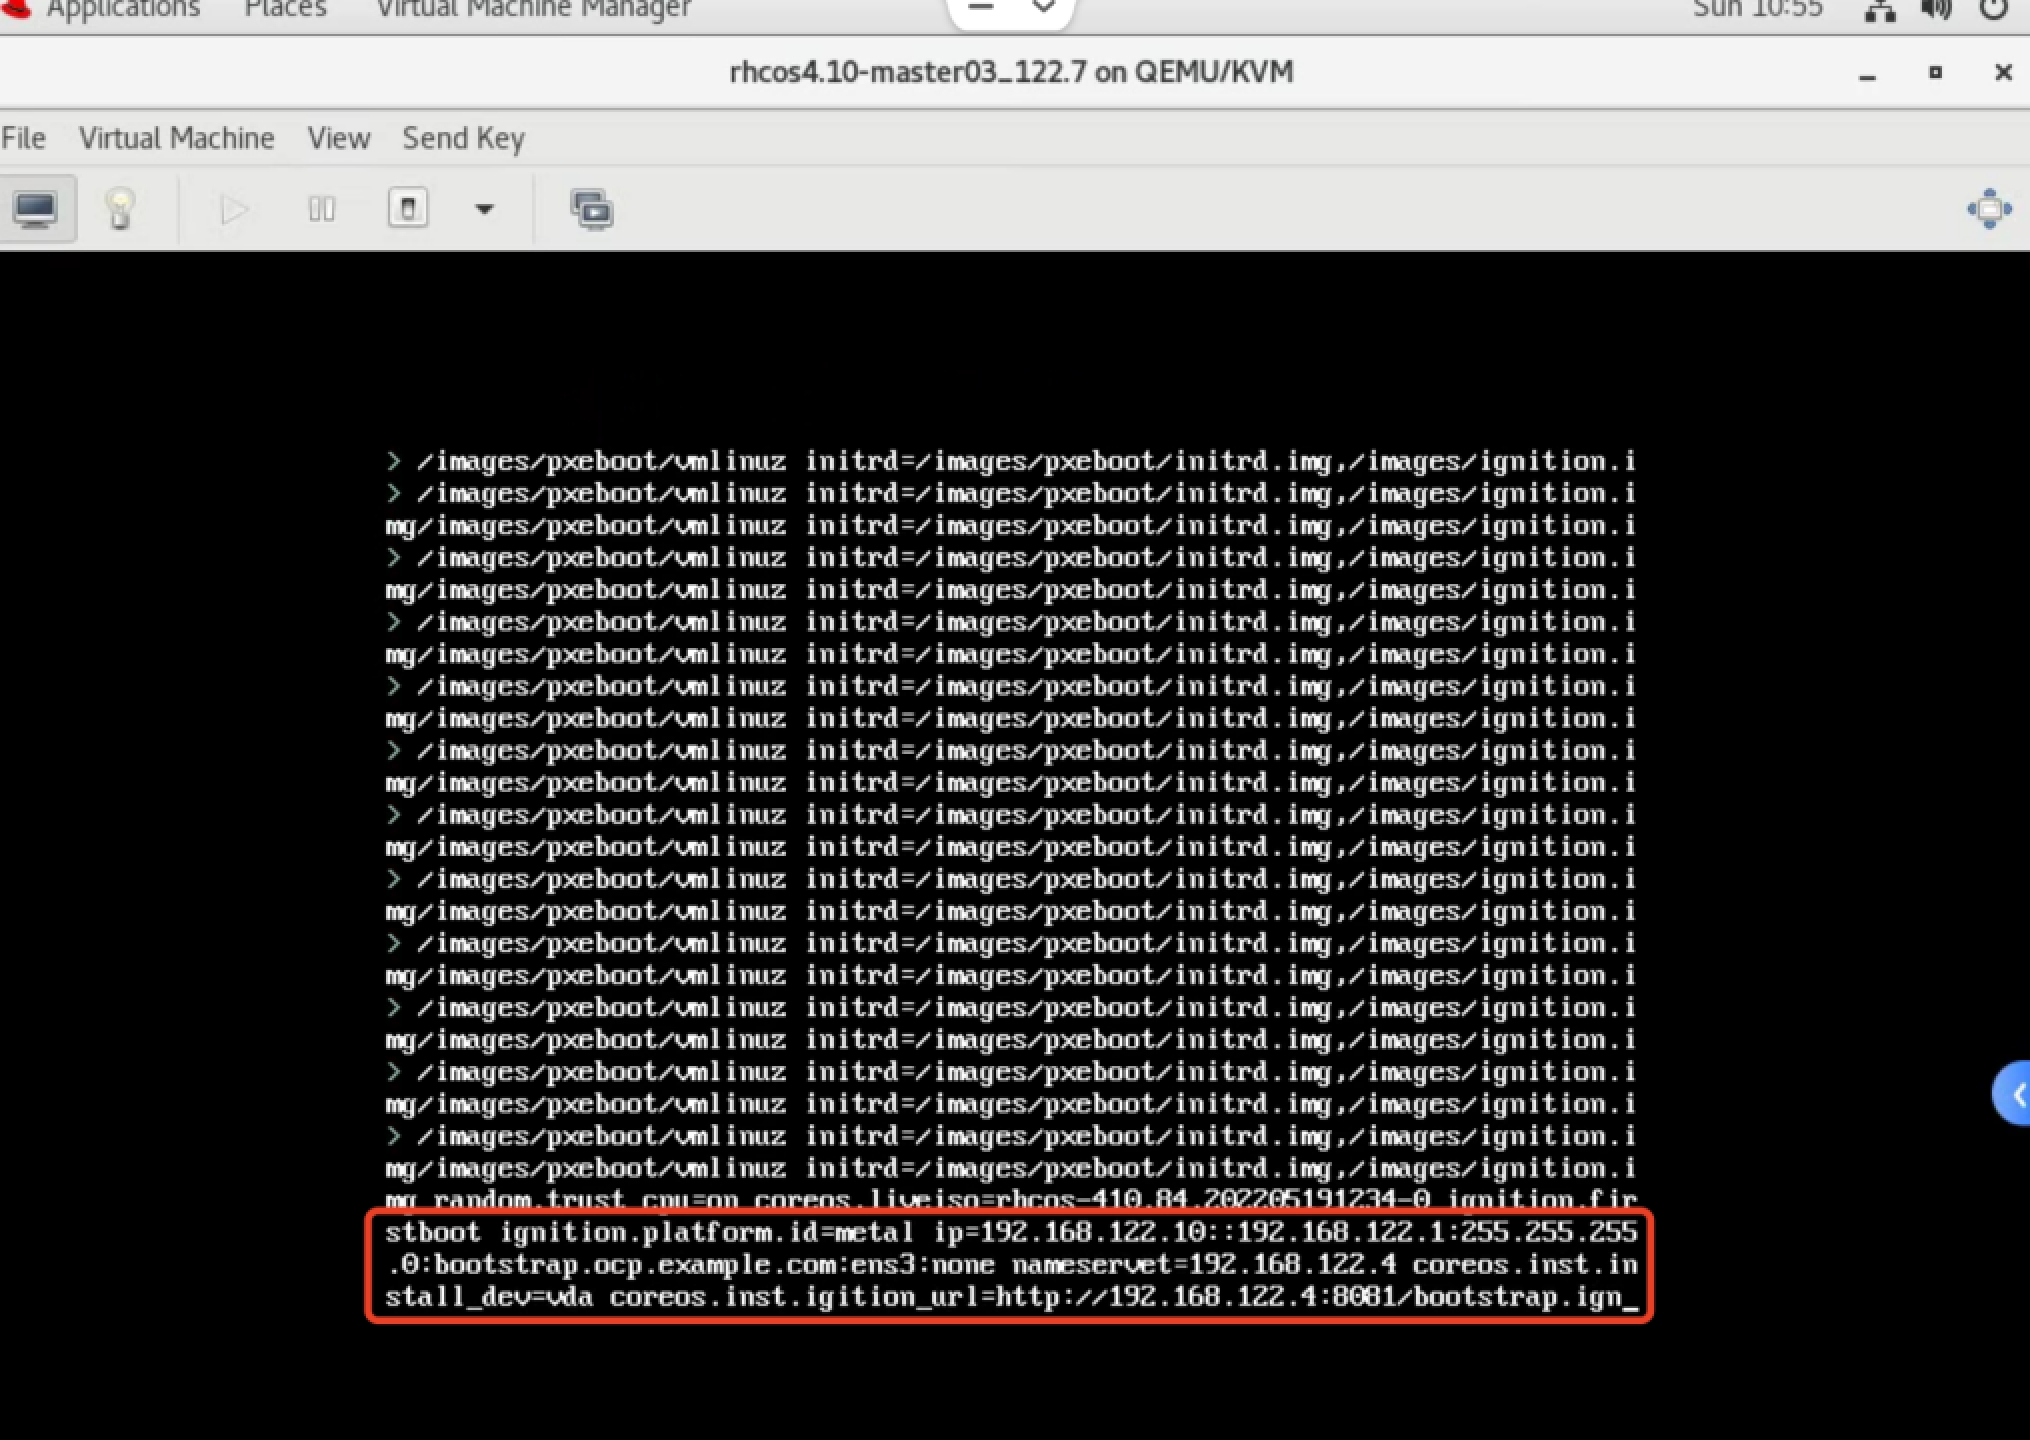 Applications Places Virtual Machine Manager Sun 10:55
rhcos4.10-master03_122.7 on QEMU/KVM
File Virtual Machine View Send Key
> /images/pxeboot/vmlinuz initrd=/images/pxeboot/initrd.img,/images/ignition.i
> /images/pxeboot/vmlinuz initrd=/images/pxeboot/initrd.img,/images/ignition.i
mg/images/pxeboot/vmlinuz initrd=/images/pxeboot/initrd.img,/images/ignition.i
> /images/pxeboot/vmlinuz initrd=/images/pxeboot/initrd.img,/images/ignition.i
mg/images/pxeboot/vmlinuz initrd=/images/pxeboot/initrd.img,/images/ignition.i
> /images/pxeboot/vmlinuz initrd=/images/pxeboot/initrd.img,/images/ignition.i
mg/images/pxeboot/vmlinuz initrd=/images/pxeboot/initrd.img,/images/ignition.i
> /images/pxeboot/vmlinuz initrd=/images/pxeboot/initrd.img,/images/ignition.i
mg/images/pxeboot/vmlinuz initrd=/images/pxeboot/initrd.img,/images/ignition.i
> /images/pxeboot/vmlinuz initrd=/images/pxeboot/initrd.img,/images/ignition.i
mg/images/pxeboot/vmlinuz initrd=/images/pxeboot/initrd.img,/images/ignition.i
> /images/pxeboot/vmlinuz initrd=/images/pxeboot/initrd.img,/images/ignition.i
mg/images/pxeboot/vmlinuz initrd=/images/pxeboot/initrd.img,/images/ignition.i
> /images/pxeboot/vmlinuz initrd=/images/pxeboot/initrd.img,/images/ignition.i
mg/images/pxeboot/vmlinuz initrd=/images/pxeboot/initrd.img,/images/ignition.i
> /images/pxeboot/vmlinuz initrd=/images/pxeboot/initrd.img,/images/ignition.i
mg/images/pxeboot/vmlinuz initrd=/images/pxeboot/initrd.img,/images/ignition.i
> /images/pxeboot/vmlinuz initrd=/images/pxeboot/initrd.img,/images/ignition.i
mg/images/pxeboot/vmlinuz initrd=/images/pxeboot/initrd.img,/images/ignition.i
> /images/pxeboot/vmlinuz initrd=/images/pxeboot/initrd.img,/images/ignition.i
mg/images/pxeboot/vmlinuz initrd=/images/pxeboot/initrd.img,/images/ignition.i
> /images/pxeboot/vmlinuz initrd=/images/pxeboot/initrd.img,/images/ignition.i
mg/images/pxeboot/vmlinuz initrd=/images/pxeboot/initrd.img,/images/ignition.i
mg random.trust_cpu=on coreos.liveiso=rhcos-410.84.202205191234-0 ignition.fir
stboot ignition.platform.id=metal ip=192.168.122.10::192.168.122.1:255.255.255
.0:bootstrap.ocp.example.com:ens3:none nameservet=192.168.122.4 coreos.inst.in
stall_dev=vda coreos.inst.igition_url=http://192.168.122.4:8081/bootstrap.ign_